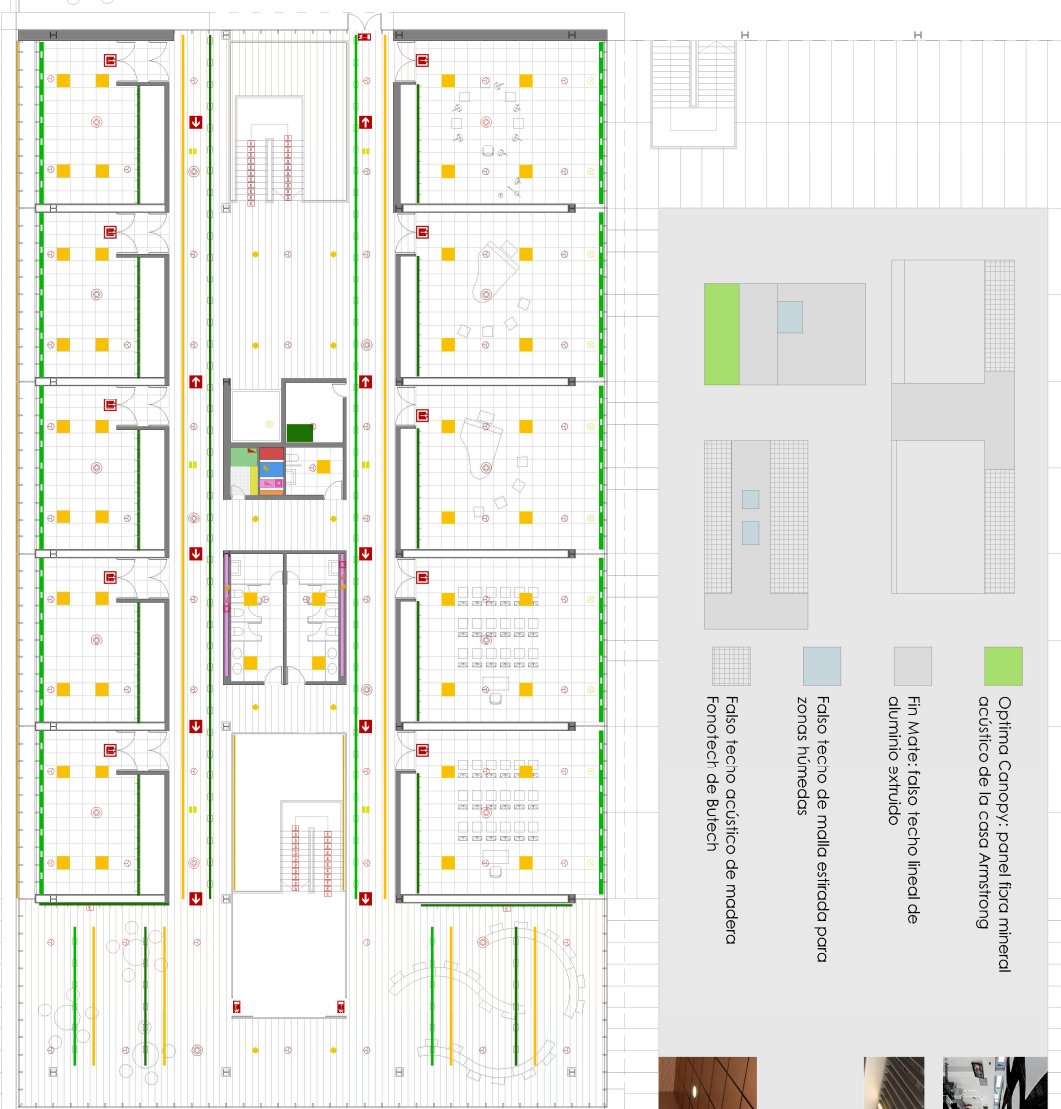 Optima Canopy: panel fibra mineral
acústico de la casa Armstrong
Fin Mate: falso techo lineal de
aluminio extruido
Falso techo de malla estirada para
zonas húmedas
Falso techo acústico de madera
Fonotech de Butech